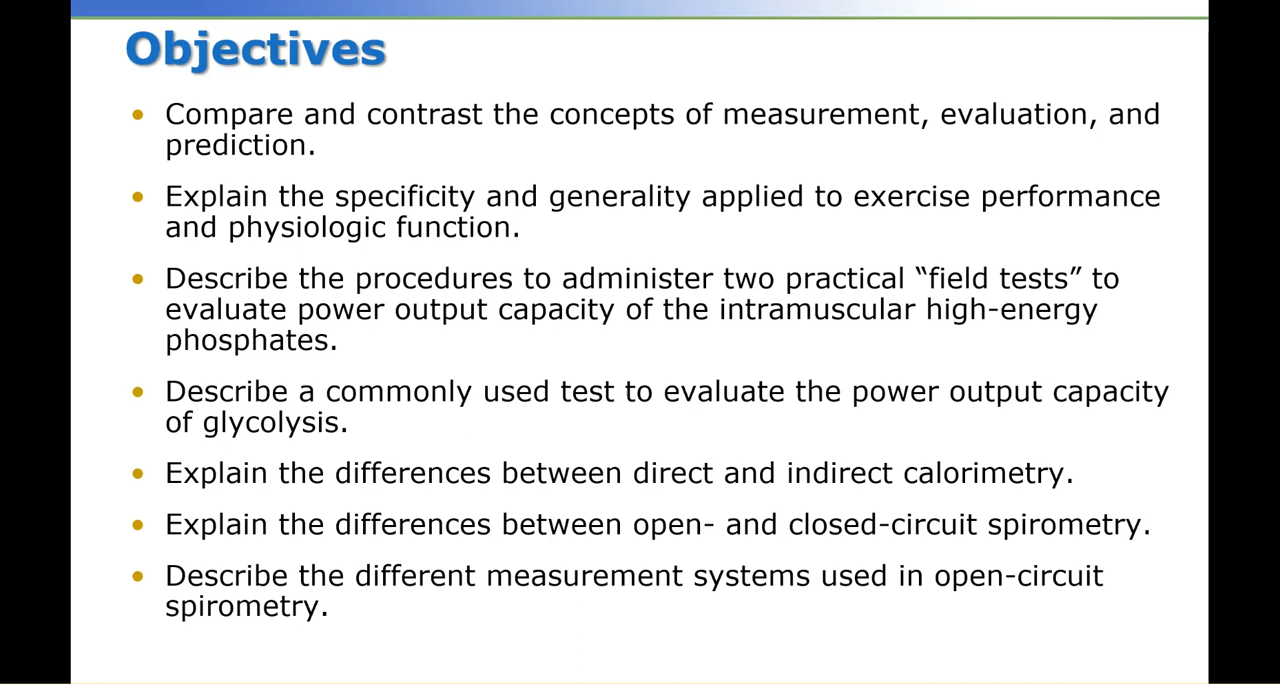 Objectives
• Compare and contrast the concepts of measurement, evaluation, and
prediction.
• Explain the specificity and generality applied to exercise performance
and physiologic function.
• Describe the procedures to administer two practical “field tests” to
evaluate power output capacity of the intramuscular high-energy
phosphates.
• Describe a commonly used test to evaluate the power output capacity
of glycolysis.
• Explain the differences between direct and indirect calorimetry.
• Explain the differences between open- and closed-circuit spirometry.
• Describe the different measurement systems used in open-circuit
spirometry.